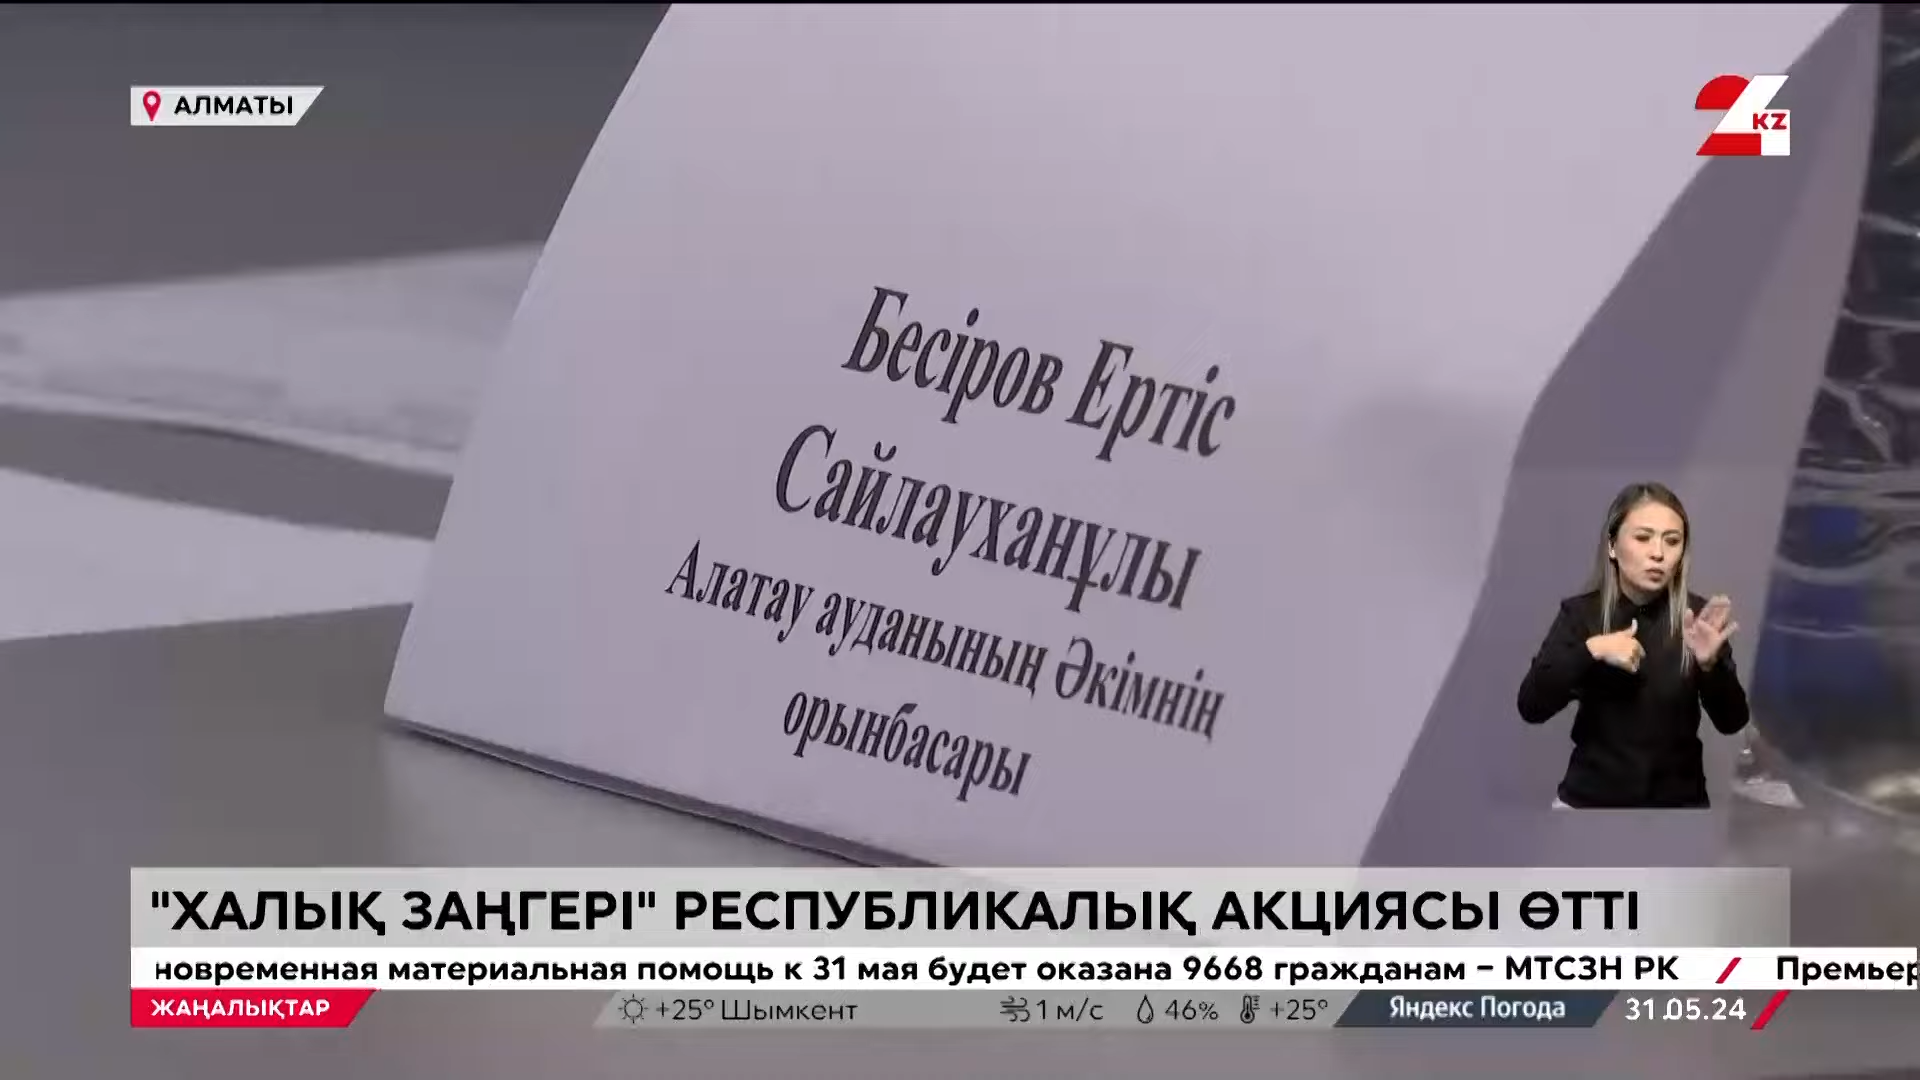 АЛМАТЫ
24 KZ
Бесіров Ертіс
Сайлауханұлы
Алатау ауданының Әкімнің
орынбасары
"ХАЛЫҚ ЗАҢГЕРІ" РЕСПУБЛИКАЛЫҚ АКЦИЯСЫ ӨТТІ
новременная материальная помощь к 31 мая будет оказана 9668 гражданам – МТСЗН РК / Премьер
ЖАҢАЛЫҚТАР +25° Шымкент 1 м/с 46% +25° Яндекс Погода 31.05.24